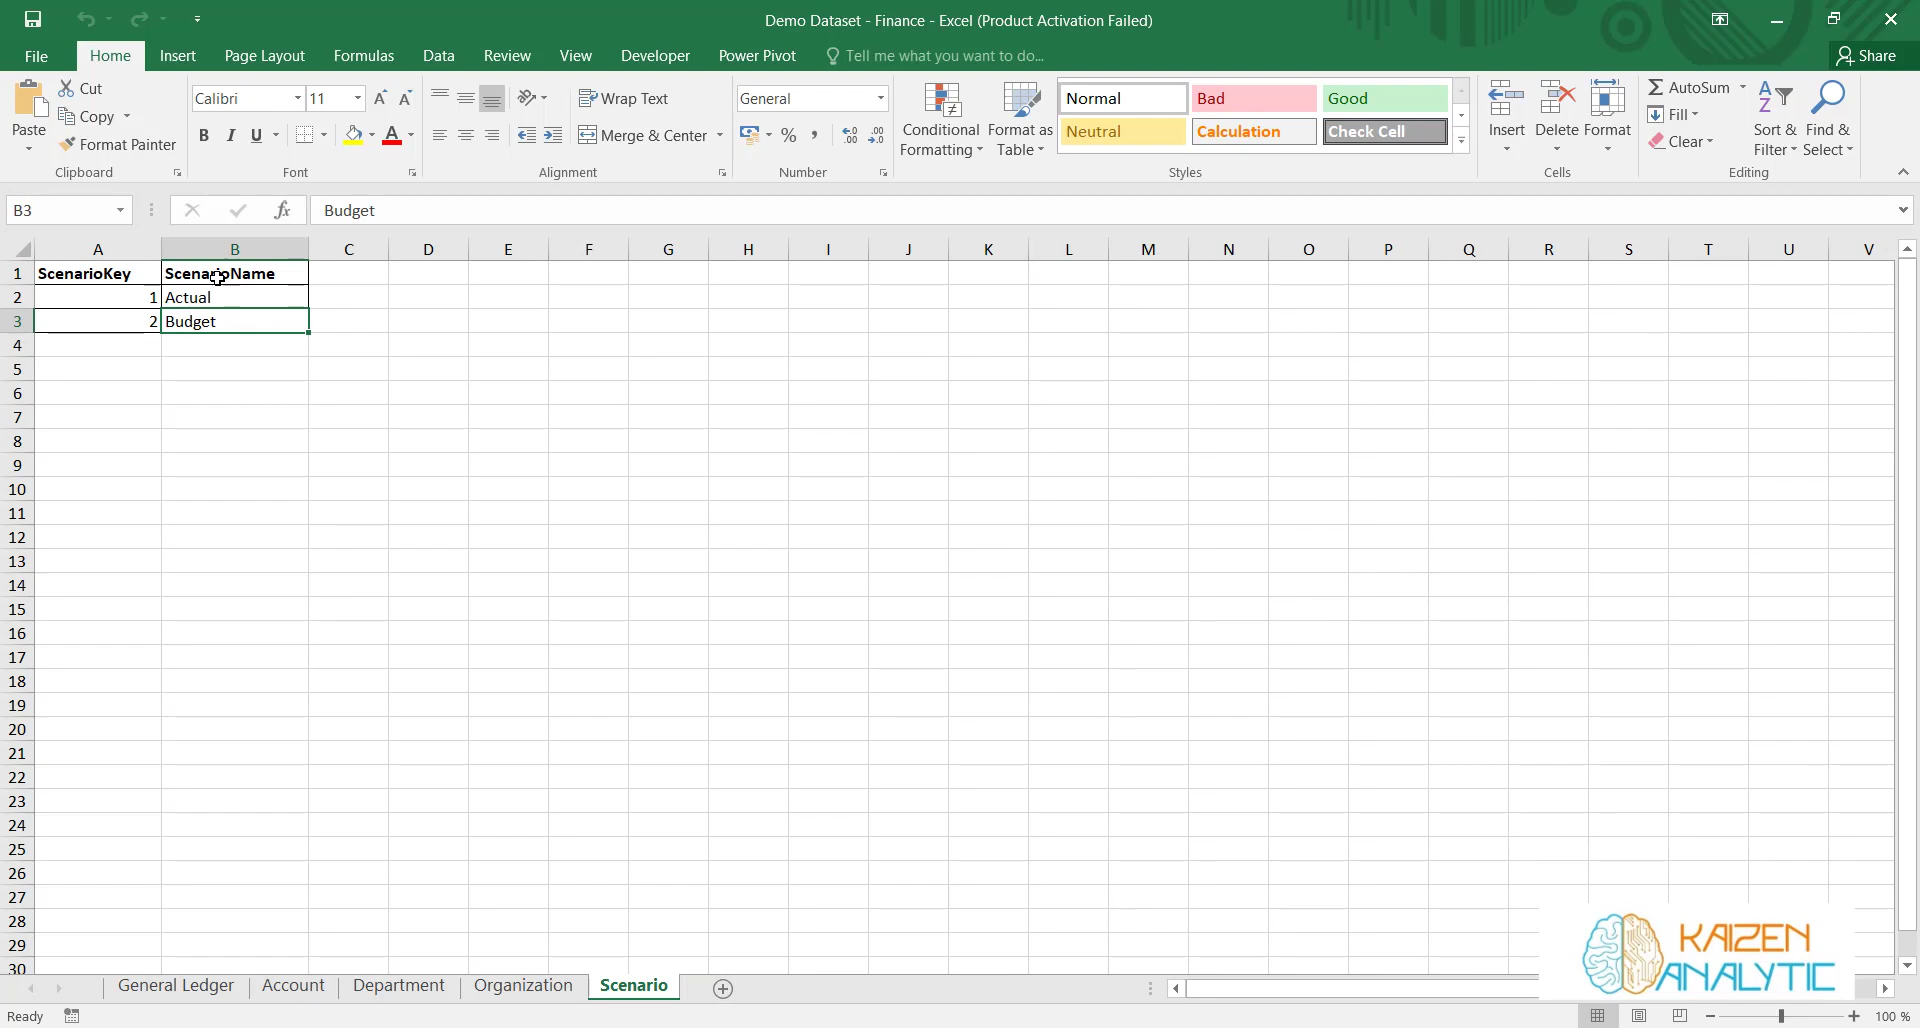 Demo Dataset - Finance - Excel (Product Activation Failed)
File Home Insert Page Layout Formulas Data Review View Developer Power Pivot Tell me what you want to do... Share
Paste
Cut
Copy
Format Painter
Clipboard
Calibri 11
B I U
Font
Wrap Text
Merge & Center
Alignment
General
%
Number
Conditional Formatting
Format as Table
Normal Bad Good
Neutral Calculation Check Cell
Styles
Insert Delete Format
Cells
AutoSum
Fill
Clear
Sort & Filter
Find & Select
Editing
B3 fx Budget
A B C D E F G H I J K L M N O P Q R S T U V
1 ScenarioKey ScenarioName
2 1 Actual
3 2 Budget
4
5
6
7
8
9
10
11
12
13
14
15
16
17
18
19
20
21
22
23
24
25
26
27
28
29
30
KAIZEN
ANALYTIC
General Ledger Account Department Organization Scenario
Ready 100 %